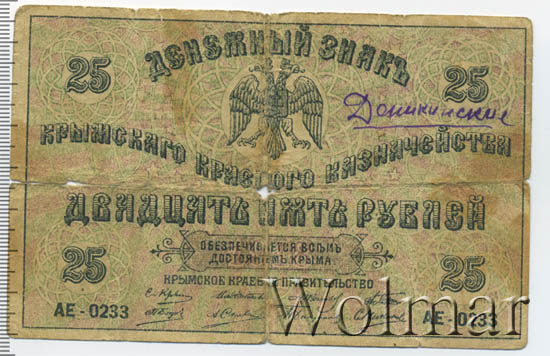 ДЕНЕЖНЫЙ ЗНАКЪ
25 25
Деникинские
КРЫМСКАГО КРАЕВОГО КАЗНАЧЕЙСТВА
ДВАДЦАТЬ ПЯТЬ РУБЛЕЙ
ОБЕЗПЕЧИВАЕТСЯ ВСѢМЪ
ДОСТОЯНІЕМЪ КРЫМА
25 25
КРЫМСКОЕ КРАЕВОЕ ПРАВИТЕЛЬСТВО
АЕ - 0233 АЕ - 0233
Wolmar